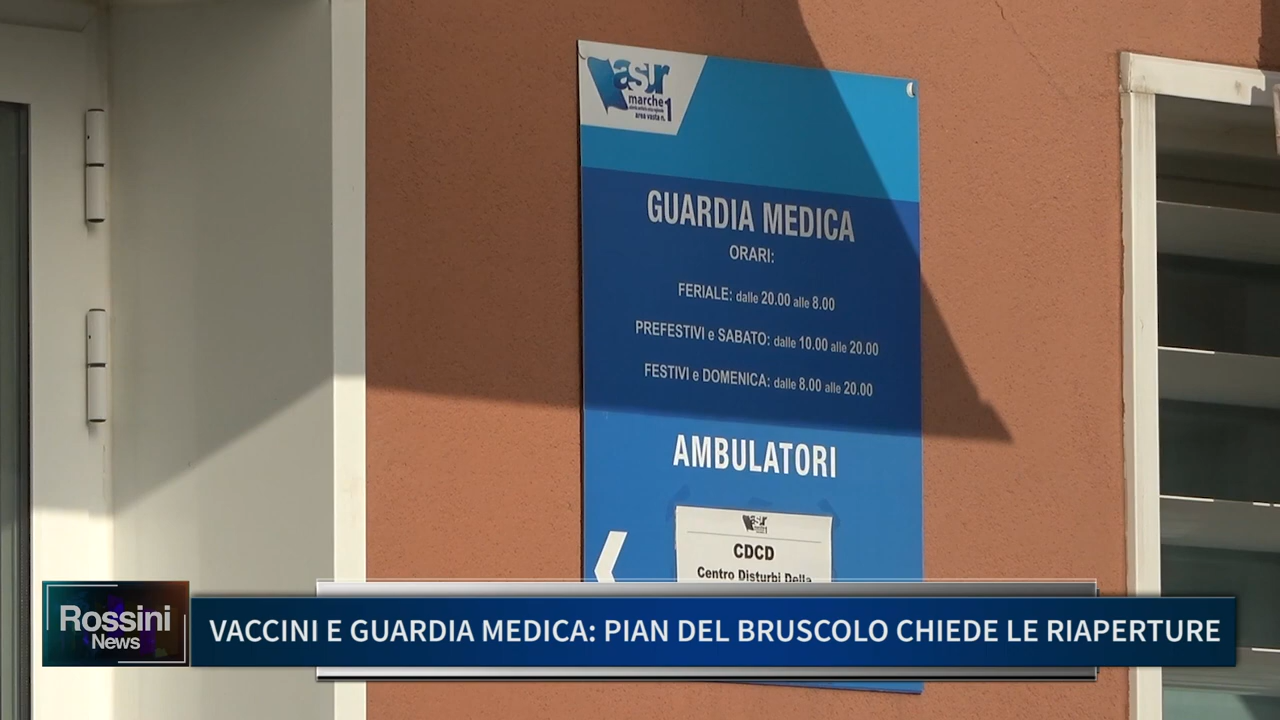 asur
marche 1
area vasta n.
GUARDIA MEDICA
ORARI:
FERIALE: dalle 20.00 alle 8.00
PREFESTIVI e SABATO: dalle 10.00 alle 20.00
FESTIVI e DOMENICA: dalle 8.00 alle 20.00
AMBULATORI
CDCD
Centro Disturbi Della
Rossini
News
VACCINI E GUARDIA MEDICA: PIAN DEL BRUSCOLO CHIEDE LE RIAPERTURE